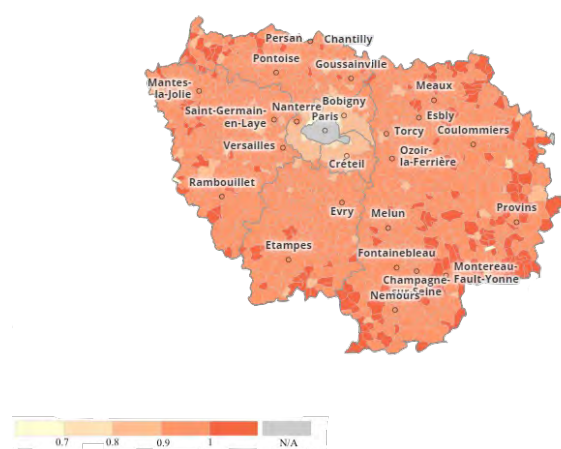 Persan
Chantilly
Pontoise
Goussainville
Mantes-
la-Jolie
Meaux
Saint-Germain-
en-Laye
Nanterre
Bobigny
Paris
Esbly
Torcy
Coulommiers
Versailles
Créteil
Ozoir-
la-Ferrière
Rambouillet
Evry
Melun
Provins
Etampes
Fontainebleau
Champagne-
sur-Seine
Montereau-
Fault-Yonne
Nemours
0.7 0.8 0.9 1 N/A